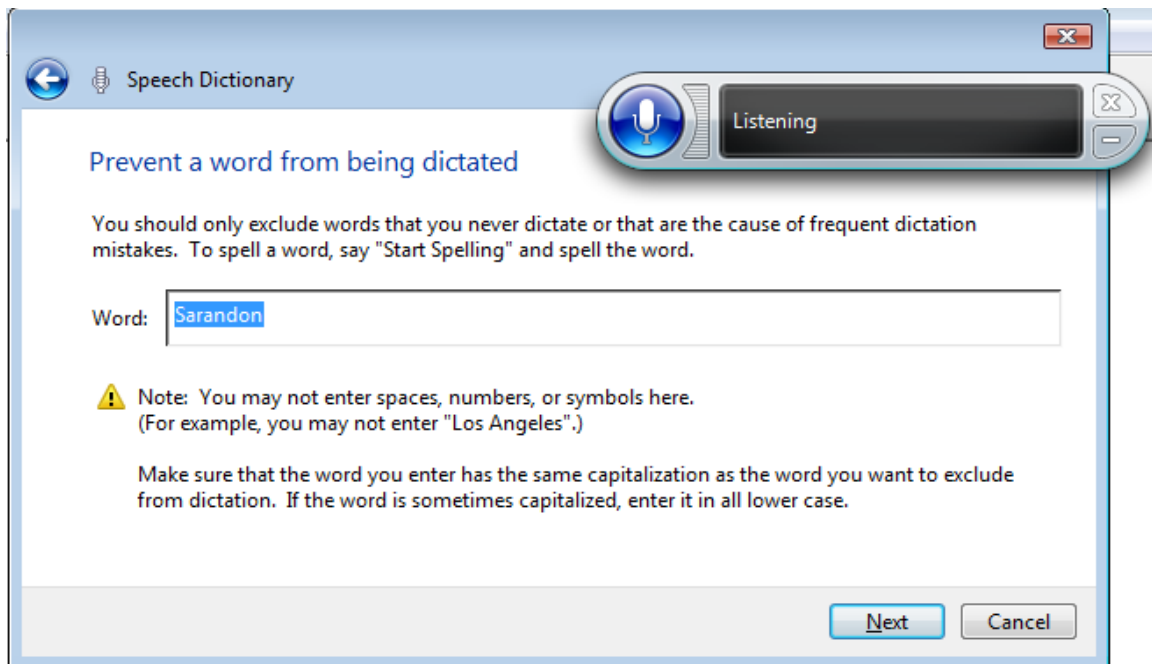 Speech Dictionary
Listening
Prevent a word from being dictated
You should only exclude words that you never dictate or that are the cause of frequent dictation
mistakes.  To spell a word, say "Start Spelling" and spell the word.
Word: Sarandon
Note:  You may not enter spaces, numbers, or symbols here.
(For example, you may not enter "Los Angeles".)
Make sure that the word you enter has the same capitalization as the word you want to exclude
from dictation.  If the word is sometimes capitalized, enter it in all lower case.
Next Cancel